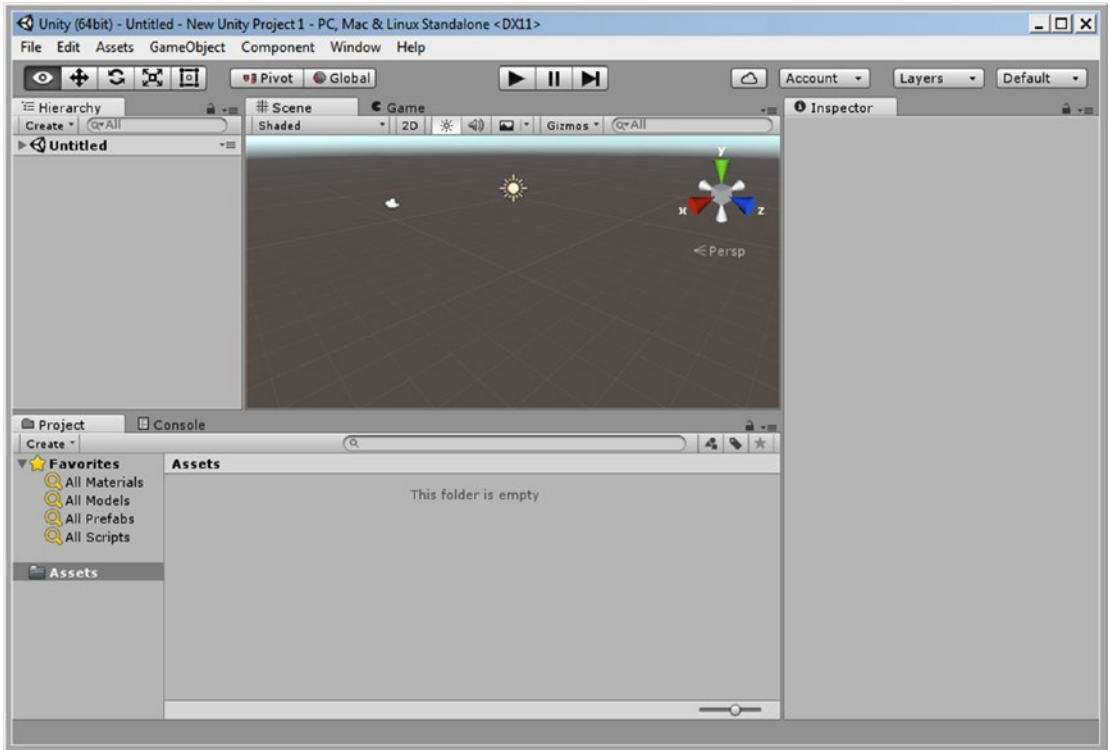 Unity (64bit) - Untitled - New Unity Project 1 - PC, Mac & Linux Standalone <DX11>
File Edit Assets GameObject Component Window Help
Pivot Global Account Layers Default
Hierarchy Scene Game Inspector
Create All Shaded 2D Gizmos All
Untitled
y
x z
Persp
Project Console
Create
Favorites Assets
All Materials
This folder is empty
All Models
All Prefabs
All Scripts
Assets